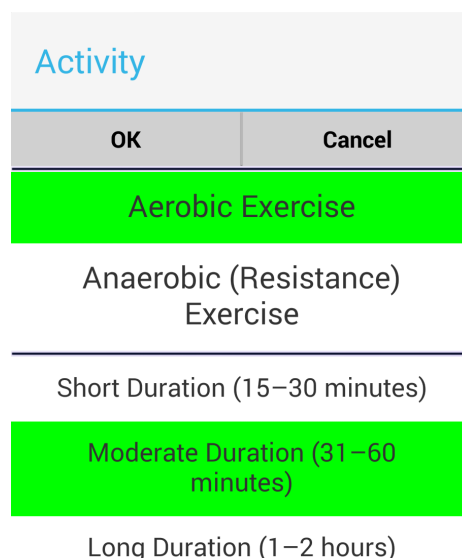 Activity
OK
Cancel
Aerobic Exercise
Anaerobic (Resistance)
Exercise
Short Duration (15–30 minutes)
Moderate Duration (31–60
minutes)
Long Duration (1–2 hours)